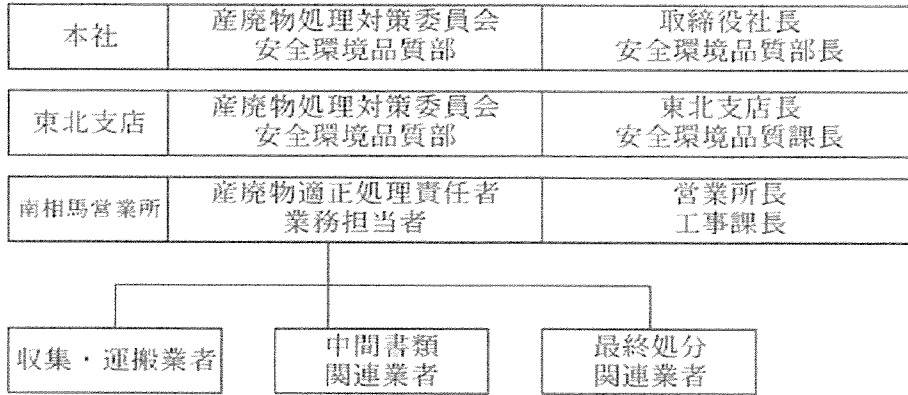 本社
産廃物処理対策委員会
安全環境品質部
取締役社長
安全環境品質部長
東北支店
産廃物処理対策委員会
安全環境品質部
東北支店長
安全環境品質課長
南相馬営業所
産廃物適正処理責任者
業務担当者
営業所長
工事課長
収集・運搬業者
中間書類
関連業者
最終処分
関連業者